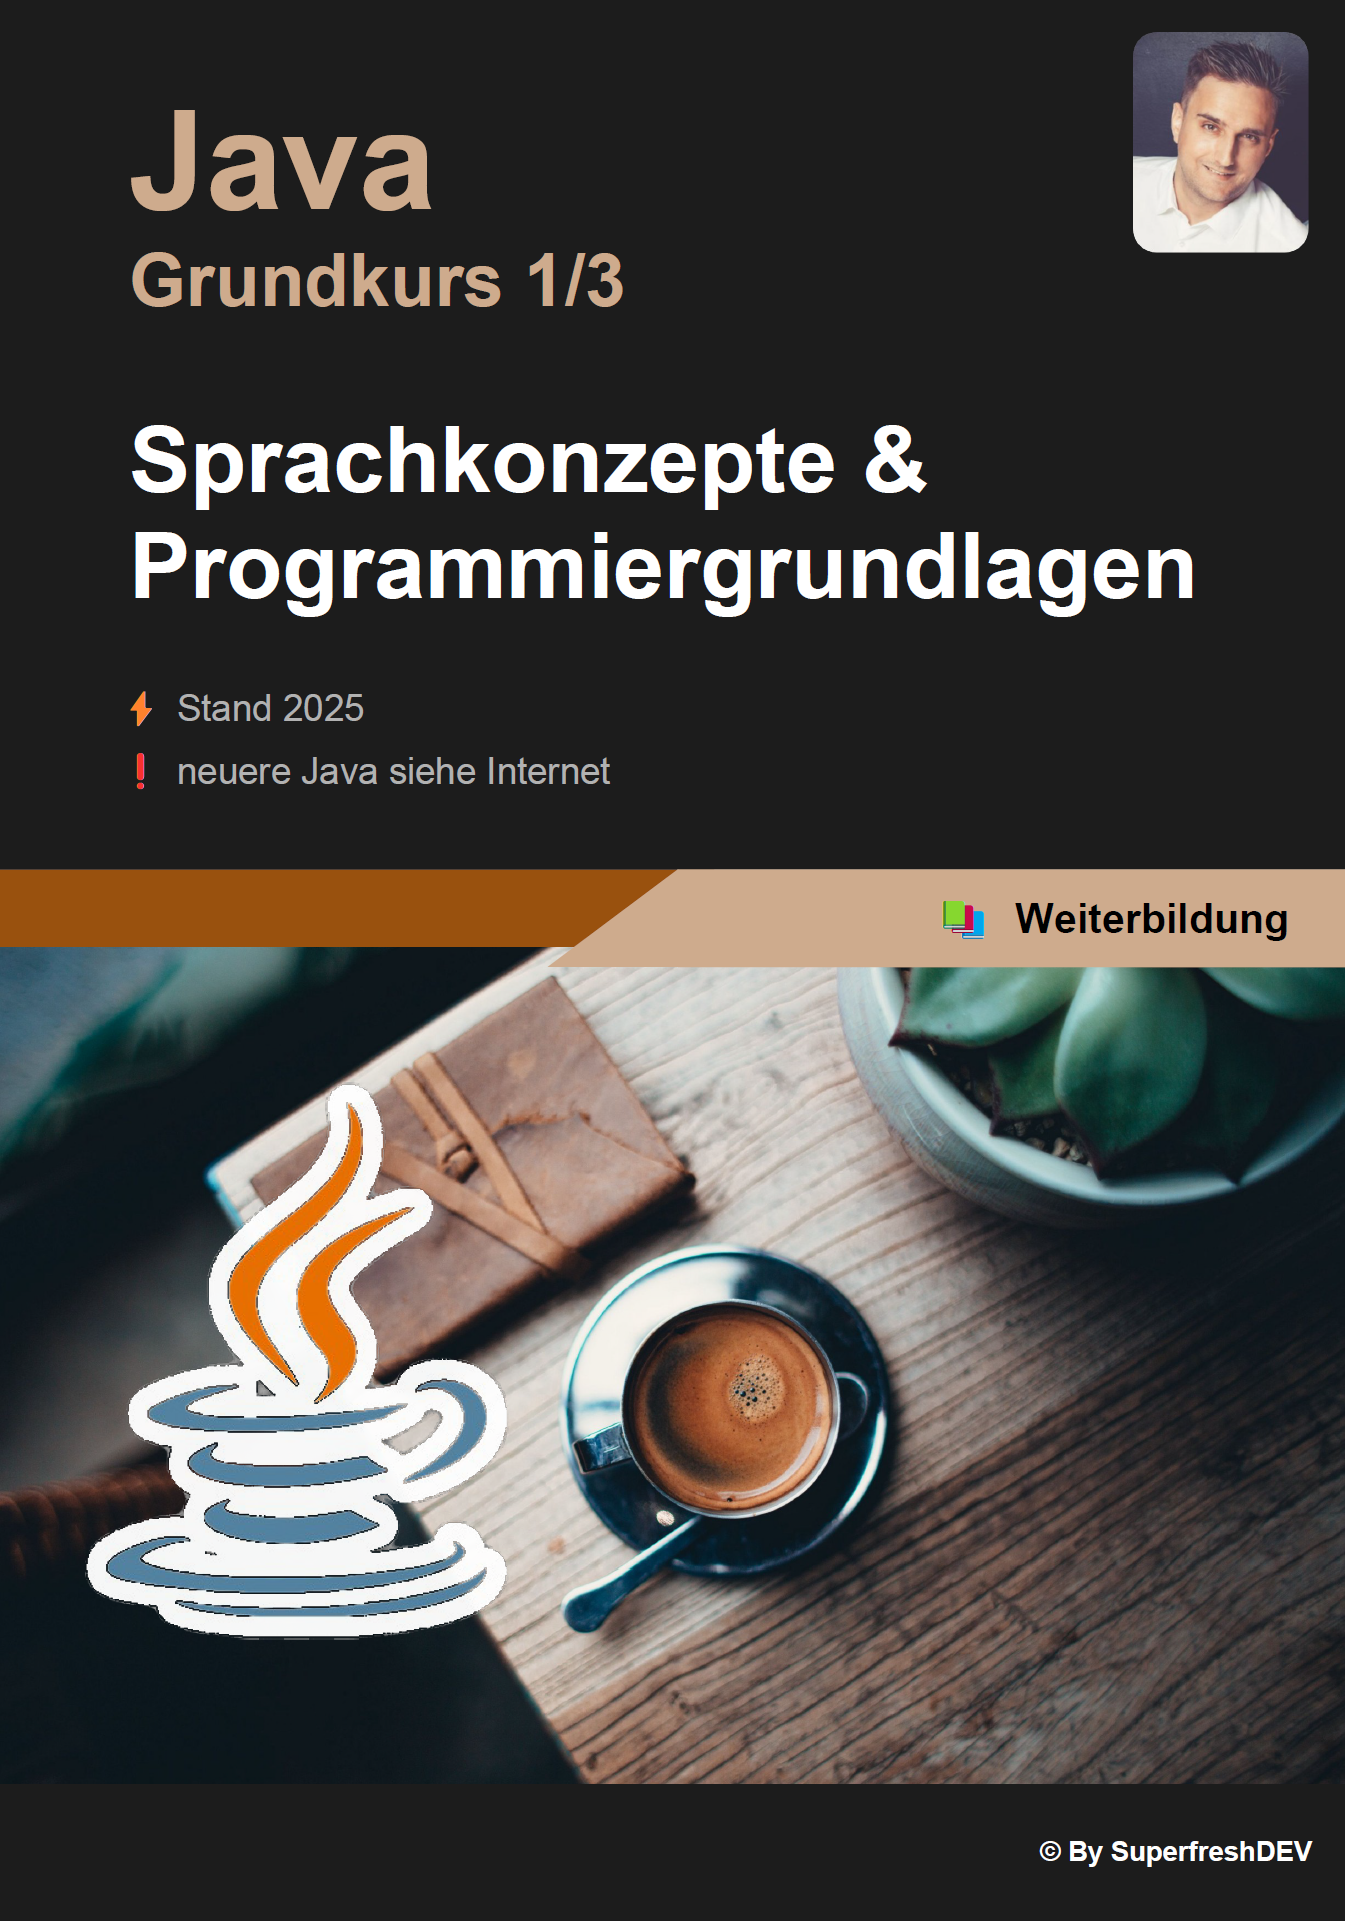 Java
Grundkurs 1/3
Sprachkonzepte &
Programmiergrundlagen
Stand 2025
neuere Java siehe Internet
Weiterbildung
© By SuperfreshDEV